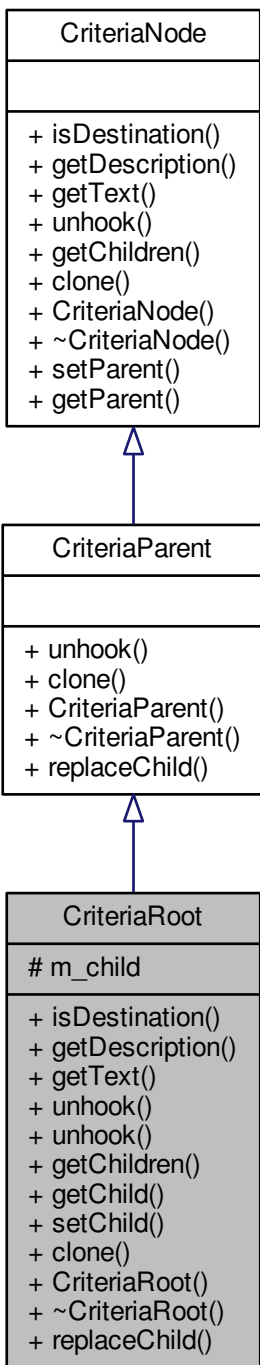 CriteriaNode
+ isDestination()
+ getDescription()
+ getText()
+ unhook()
+ getChildren()
+ clone()
+ CriteriaNode()
+ ~CriteriaNode()
+ setParent()
+ getParent()
CriteriaParent
+ unhook()
+ clone()
+ CriteriaParent()
+ ~CriteriaParent()
+ replaceChild()
CriteriaRoot
# m_child
+ isDestination()
+ getDescription()
+ getText()
+ unhook()
+ unhook()
+ getChildren()
+ getChild()
+ setChild()
+ clone()
+ CriteriaRoot()
+ ~CriteriaRoot()
+ replaceChild()